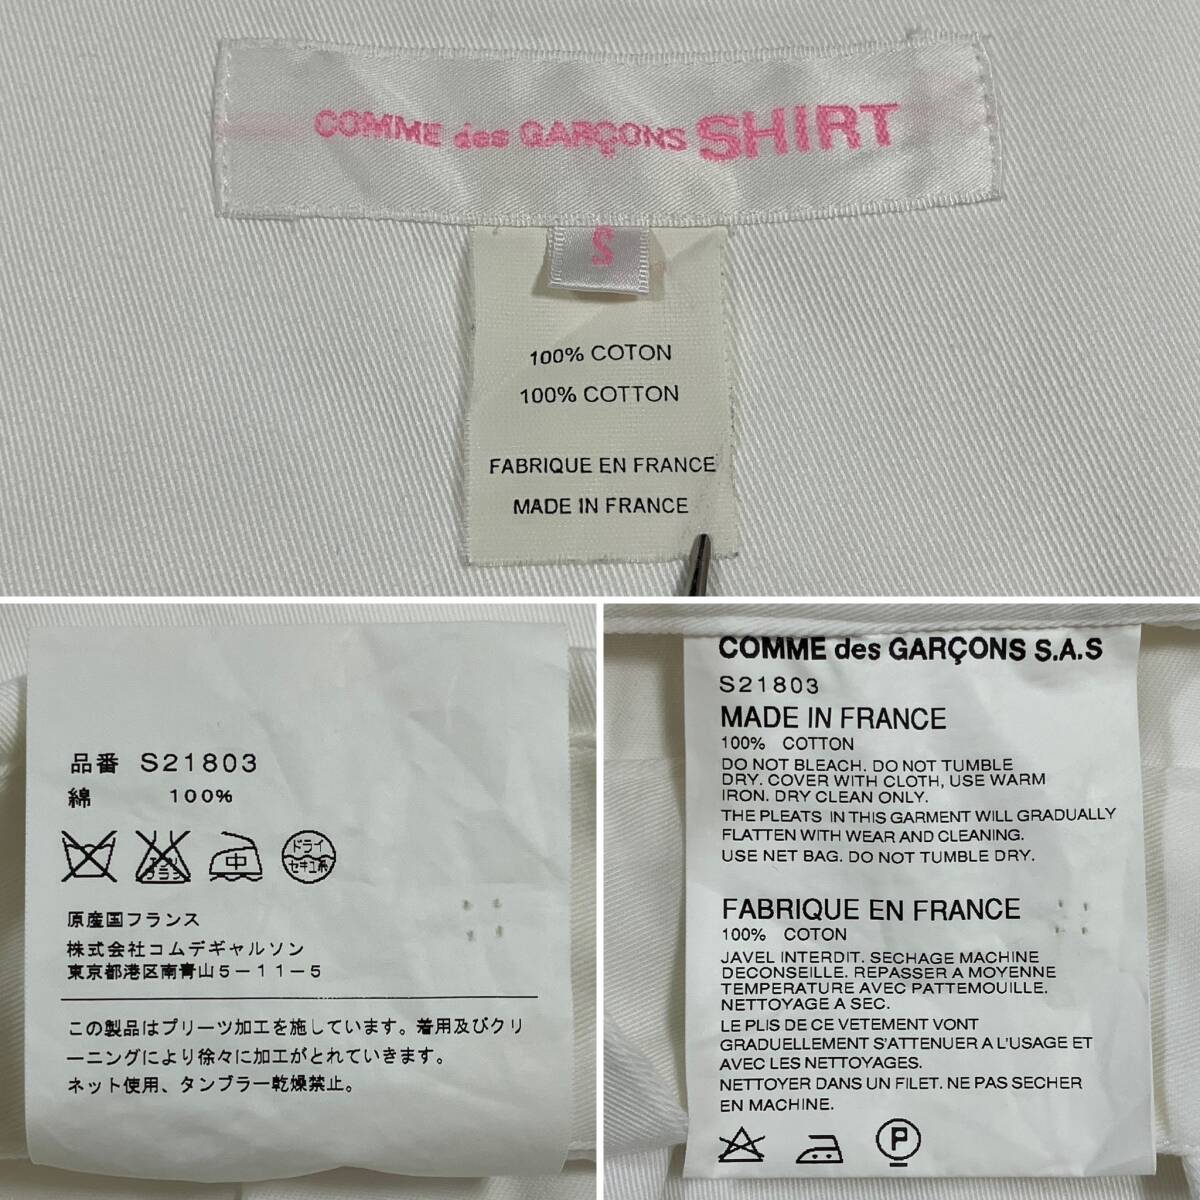 COMME des GARÇONS SHIRT
S
100% COTON
100% COTTON
FABRIQUE EN FRANCE
MADE IN FRANCE
品番 S21803
綿 100%
エンソ
サラシ
中
ドライ
セキユ系
原産国フランス
株式会社コムデギャルソン
東京都港区南青山5-11-5
この製品はプリーツ加工を施しています。着用及びクリ
ーニングにより徐々に加工がとれていきます。
ネット使用、タンブラー乾燥禁止。
COMME des GARÇONS S.A.S
S21803
MADE IN FRANCE
100% COTTON
DO NOT BLEACH. DO NOT TUMBLE
DRY. COVER WITH CLOTH, USE WARM
IRON. DRY CLEAN ONLY.
THE PLEATS IN THIS GARMENT WILL GRADUALLY
FLATTEN WITH WEAR AND CLEANING.
USE NET BAG. DO NOT TUMBLE DRY.
FABRIQUE EN FRANCE
100% COTON
JAVEL INTERDIT. SECHAGE MACHINE
DECONSEILLE. REPASSER A MOYENNE
TEMPERATURE AVEC PATTEMOUILLE.
NETTOYAGE A SEC.
LE PLIS DE CE VETEMENT VONT
GRADUELLEMENT S'ATTENUER A L'USAGE ET
AVEC LES NETTOYAGES.
NETTOYER DANS UN FILET. NE PAS SECHER
EN MACHINE.
P